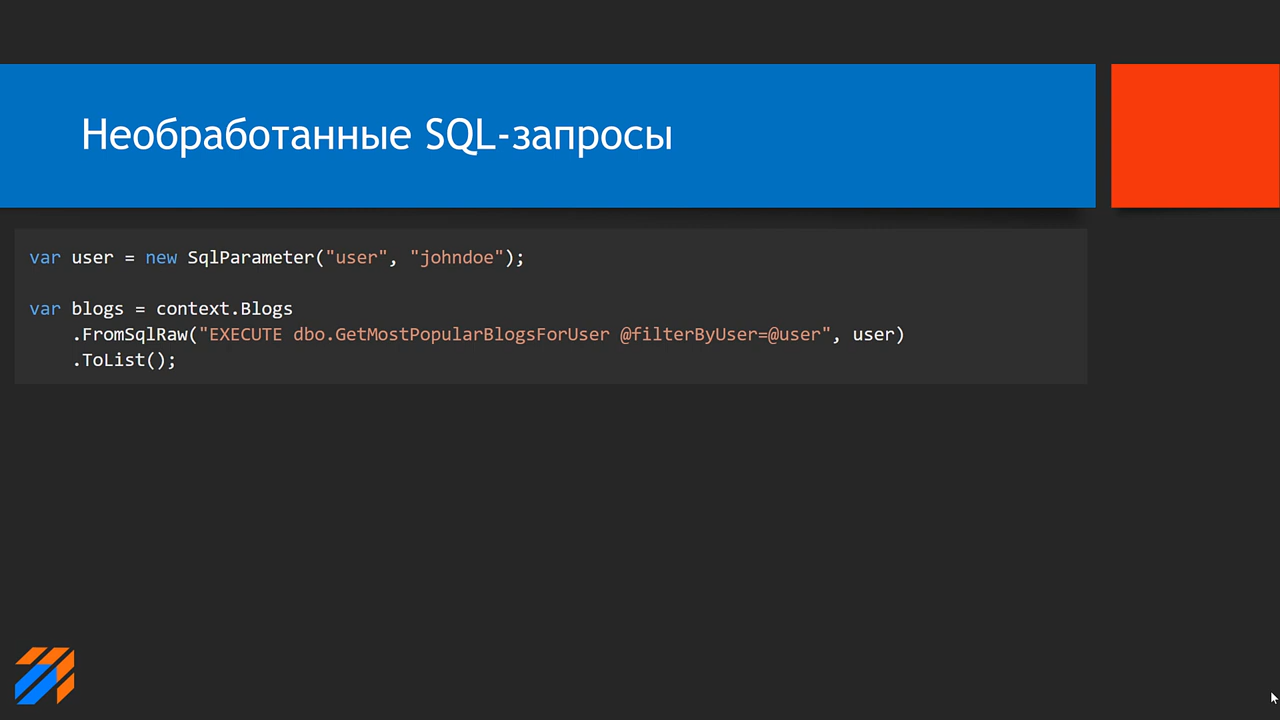 Необработанные SQL-запросы
var user = new SqlParameter("user", "johndoe");
var blogs = context.Blogs
.FromSqlRaw("EXECUTE dbo.GetMostPopularBlogsForUser @filterByUser=@user", user)
.ToList();